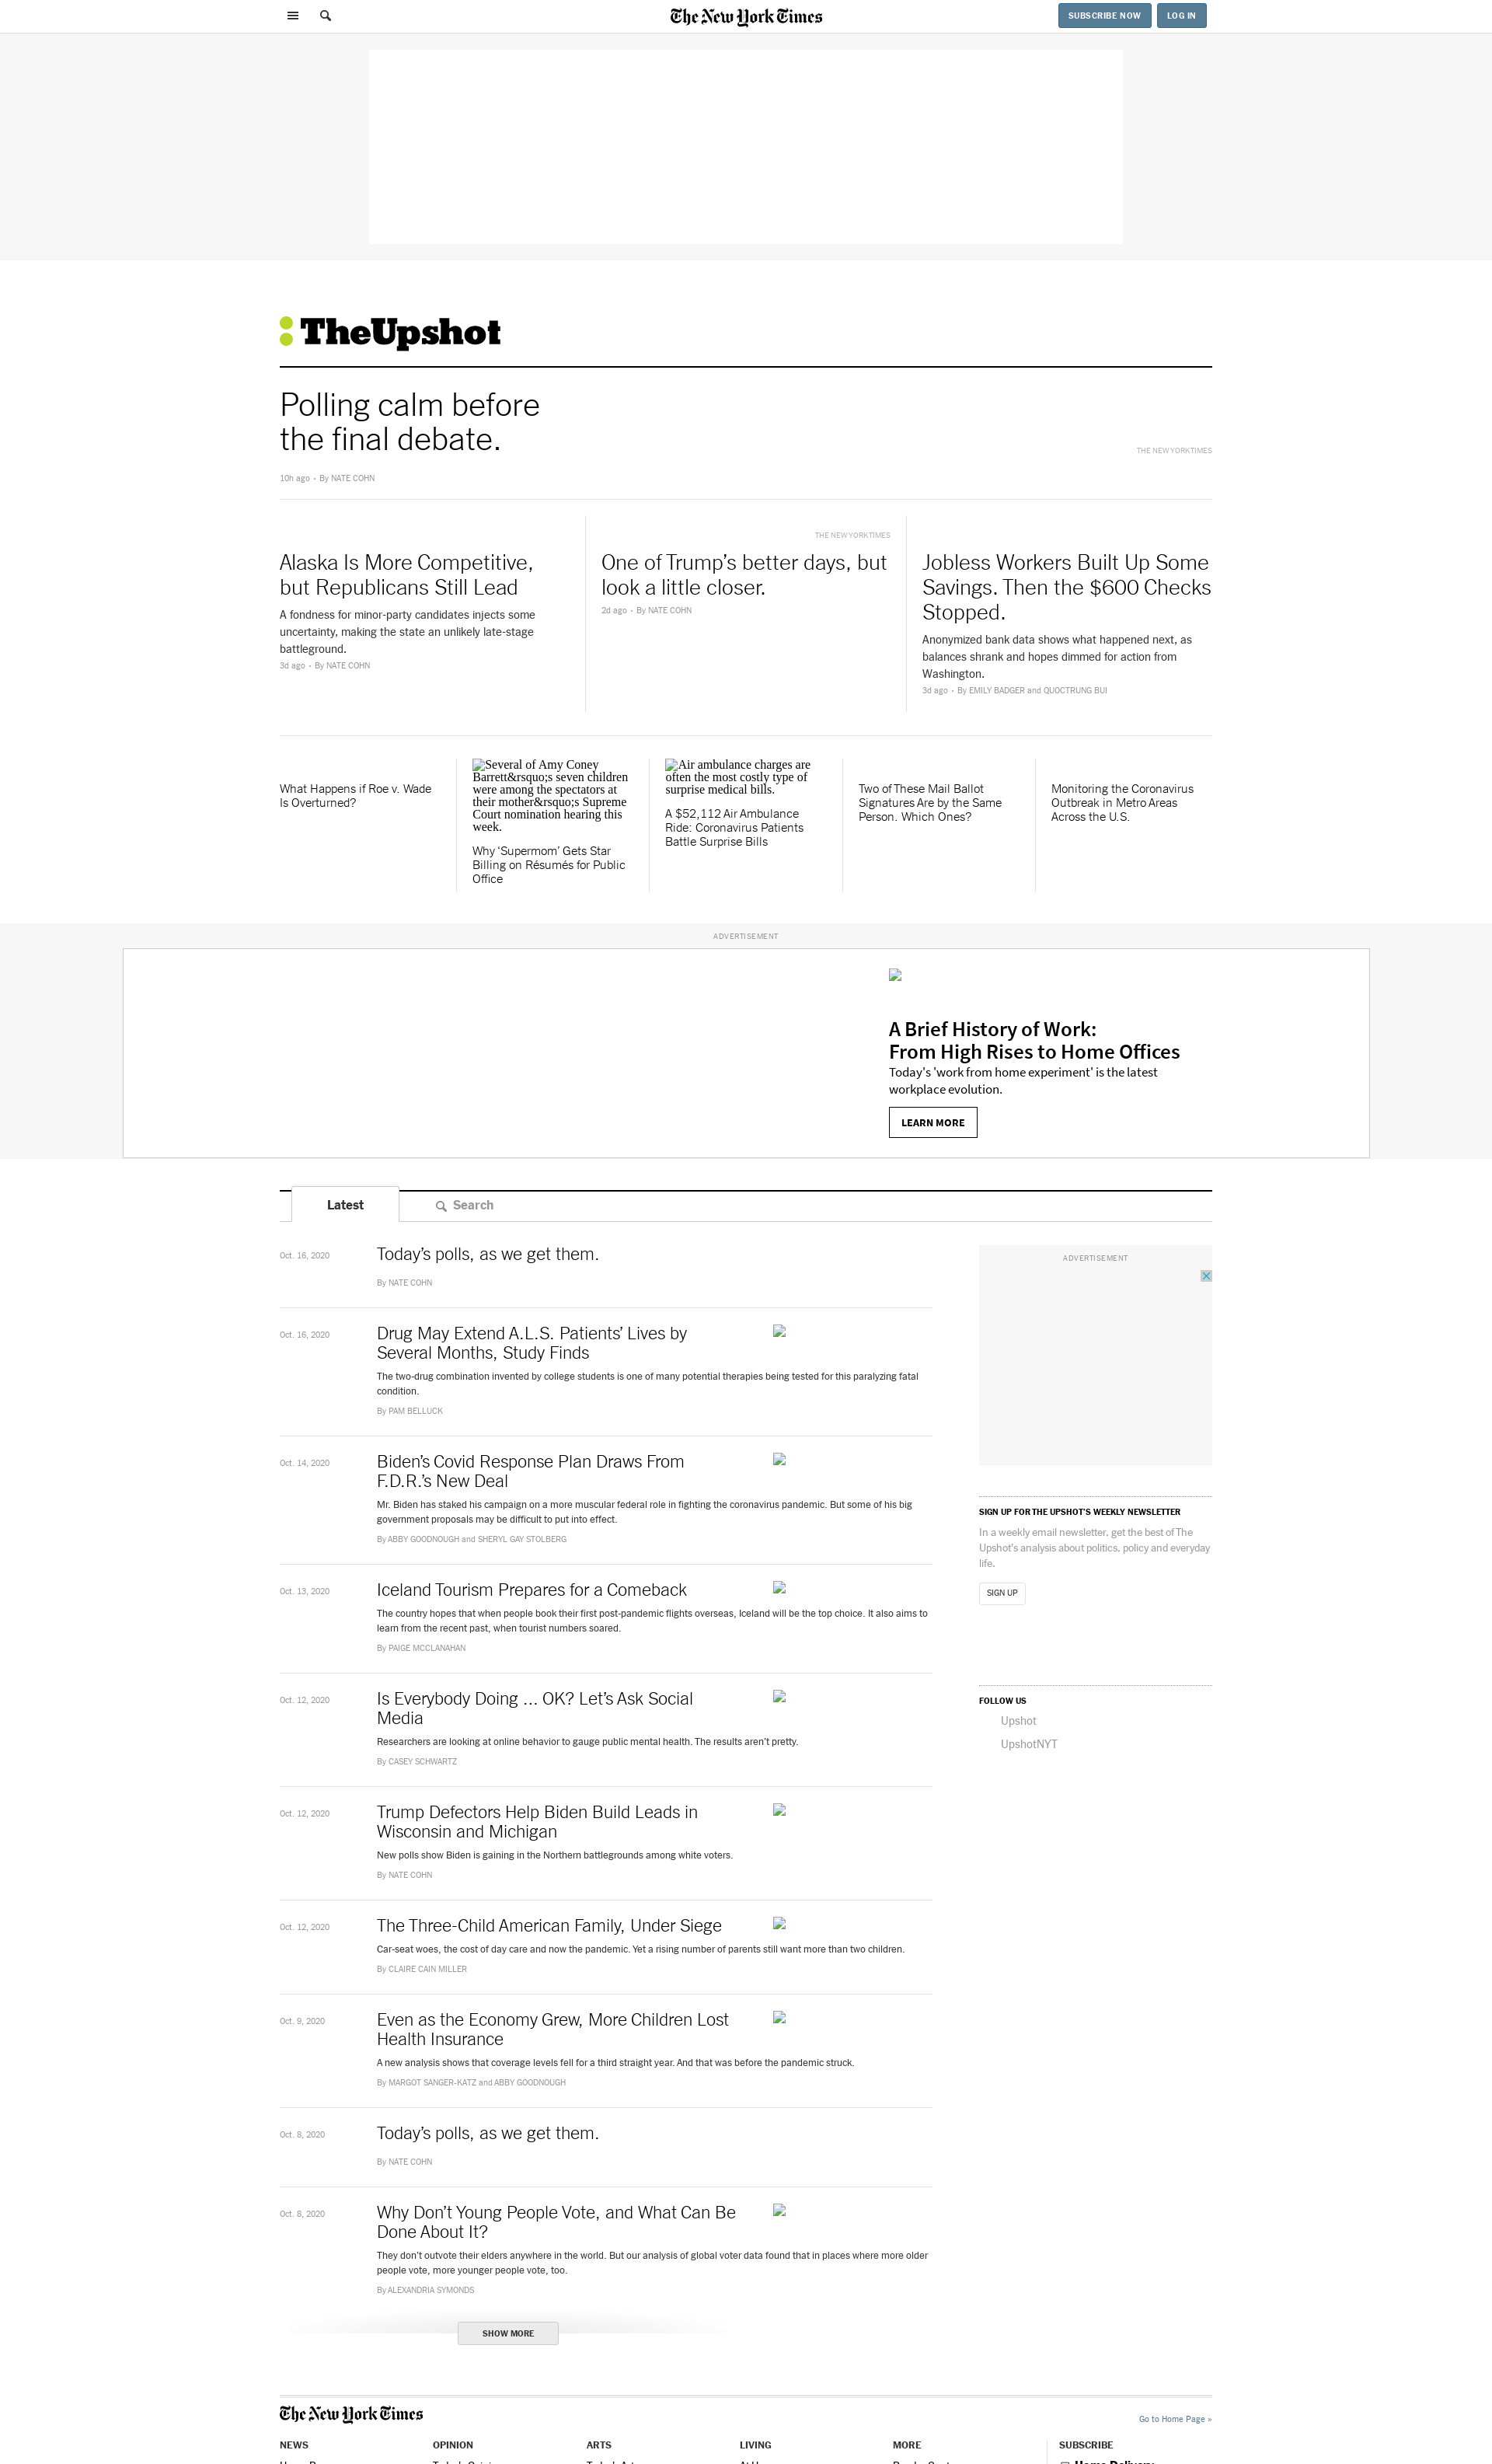 The New York Times
SUBSCRIBE NOW
LOG IN
TheUpshot
Polling calm before
the final debate.
THE NEW YORK TIMES
10h ago • By NATE COHN
Alaska Is More Competitive,
but Republicans Still Lead
A fondness for minor-party candidates injects some
uncertainty, making the state an unlikely late-stage
battleground.
3d ago • By NATE COHN
THE NEW YORK TIMES
One of Trump’s better days, but
look a little closer.
2d ago • By NATE COHN
Jobless Workers Built Up Some
Savings. Then the $600 Checks
Stopped.
Anonymized bank data shows what happened next, as
balances shrank and hopes dimmed for action from
Washington.
3d ago • By EMILY BADGER and QUOCTRUNG BUI
What Happens if Roe v. Wade
Is Overturned?
Several of Amy Coney
Barrett&rsquo;s seven children
were among the spectators at
their mother&rsquo;s Supreme
Court nomination hearing this
week.
Why ‘Supermom’ Gets Star
Billing on Résumés for Public
Office
Air ambulance charges are
often the most costly type of
surprise medical bills.
A $52,112 Air Ambulance
Ride: Coronavirus Patients
Battle Surprise Bills
Two of These Mail Ballot
Signatures Are by the Same
Person. Which Ones?
Monitoring the Coronavirus
Outbreak in Metro Areas
Across the U.S.
ADVERTISEMENT
A Brief History of Work:
From High Rises to Home Offices
Today's 'work from home experiment' is the latest
workplace evolution.
LEARN MORE
Latest
Search
Oct. 16, 2020
Today’s polls, as we get them.
By NATE COHN
Oct. 16, 2020
Drug May Extend A.L.S. Patients’ Lives by
Several Months, Study Finds
The two-drug combination invented by college students is one of many potential therapies being tested for this paralyzing fatal
condition.
By PAM BELLUCK
Oct. 14, 2020
Biden’s Covid Response Plan Draws From
F.D.R.’s New Deal
Mr. Biden has staked his campaign on a more muscular federal role in fighting the coronavirus pandemic. But some of his big
government proposals may be difficult to put into effect.
By ABBY GOODNOUGH and SHERYL GAY STOLBERG
Oct. 13, 2020
Iceland Tourism Prepares for a Comeback
The country hopes that when people book their first post-pandemic flights overseas, Iceland will be the top choice. It also aims to
learn from the recent past, when tourist numbers soared.
By PAIGE MCCLANAHAN
Oct. 12, 2020
Is Everybody Doing ... OK? Let’s Ask Social
Media
Researchers are looking at online behavior to gauge public mental health. The results aren’t pretty.
By CASEY SCHWARTZ
Oct. 12, 2020
Trump Defectors Help Biden Build Leads in
Wisconsin and Michigan
New polls show Biden is gaining in the Northern battlegrounds among white voters.
By NATE COHN
Oct. 12, 2020
The Three-Child American Family, Under Siege
Car-seat woes, the cost of day care and now the pandemic. Yet a rising number of parents still want more than two children.
By CLAIRE CAIN MILLER
Oct. 9, 2020
Even as the Economy Grew, More Children Lost
Health Insurance
A new analysis shows that coverage levels fell for a third straight year. And that was before the pandemic struck.
By MARGOT SANGER-KATZ and ABBY GOODNOUGH
Oct. 8, 2020
Today’s polls, as we get them.
By NATE COHN
Oct. 8, 2020
Why Don’t Young People Vote, and What Can Be
Done About It?
They don’t outvote their elders anywhere in the world. But our analysis of global voter data found that in places where more older
people vote, more younger people vote, too.
By ALEXANDRIA SYMONDS
SHOW MORE
ADVERTISEMENT
SIGN UP FOR THE UPSHOT’S WEEKLY NEWSLETTER
In a weekly email newsletter, get the best of The
Upshot’s analysis about politics, policy and everyday
life.
SIGN UP
FOLLOW US
Upshot
UpshotNYT
The New York Times
Go to Home Page »
NEWS
OPINION
ARTS
LIVING
MORE
SUBSCRIBE